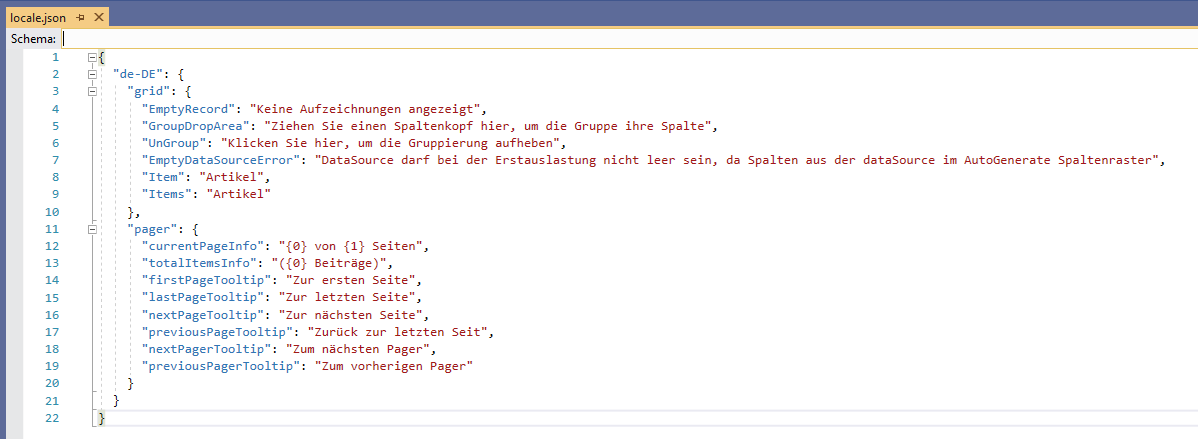 locale.json
Schema:
1 {
2 "de-DE": {
3 "grid": {
4 "EmptyRecord": "Keine Aufzeichnungen angezeigt",
5 "GroupDropArea": "Ziehen Sie einen Spaltenkopf hier, um die Gruppe ihre Spalte",
6 "UnGroup": "Klicken Sie hier, um die Gruppierung aufheben",
7 "EmptyDataSourceError": "DataSource darf bei der Erstauslastung nicht leer sein, da Spalten aus der dataSource im AutoGenerate Spaltenraster",
8 "Item": "Artikel",
9 "Items": "Artikel"
10 },
11 "pager": {
12 "currentPageInfo": "{0} von {1} Seiten",
13 "totalItemsInfo": "({0} Beiträge)",
14 "firstPageTooltip": "Zur ersten Seite",
15 "lastPageTooltip": "Zur letzten Seite",
16 "nextPageTooltip": "Zur nächsten Seite",
17 "previousPageTooltip": "Zurück zur letzten Seit",
18 "nextPagerTooltip": "Zum nächsten Pager",
19 "previousPagerTooltip": "Zum vorherigen Pager"
20 }
21 }
22 }